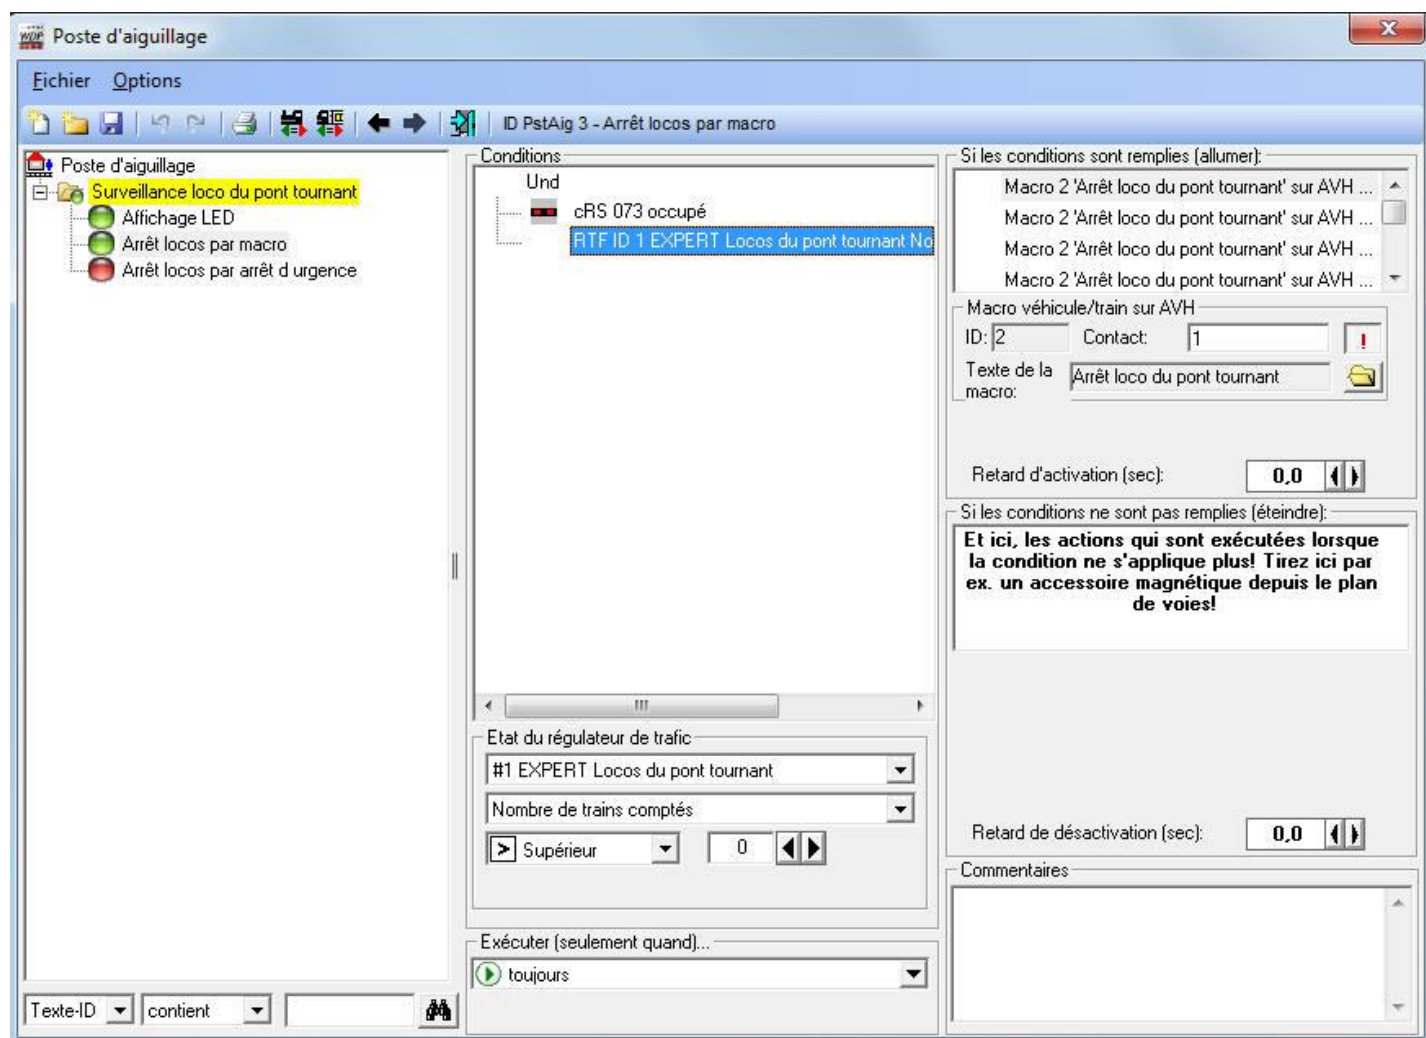 WDP Poste d'aiguillage
Fichier Options
ID PstAig 3 - Arrêt locos par macro
Poste d'aiguillage
Surveillance loco du pont tournant
Affichage LED
Arrêt locos par macro
Arrêt locos par arrêt d urgence
Texte-ID contient
Conditions
Und
cRS 073 occupé
RTF ID 1 EXPERT Locos du pont tournant No
Etat du régulateur de trafic
#1 EXPERT Locos du pont tournant
Nombre de trains comptés
> Supérieur 0
Exécuter (seulement quand)...
toujours
Si les conditions sont remplies (allumer):
Macro 2 'Arrêt loco du pont tournant' sur AVH ...
Macro 2 'Arrêt loco du pont tournant' sur AVH ...
Macro 2 'Arrêt loco du pont tournant' sur AVH ...
Macro 2 'Arrêt loco du pont tournant' sur AVH ...
Macro véhicule/train sur AVH
ID: 2 Contact: 1 !
Texte de la
macro: Arrêt loco du pont tournant
Retard d'activation (sec): 0,0
Si les conditions ne sont pas remplies (éteindre):
Et ici, les actions qui sont exécutées lorsque
la condition ne s'applique plus! Tirez ici par
ex. un accessoire magnétique depuis le plan
de voies!
Retard de désactivation (sec): 0,0
Commentaires